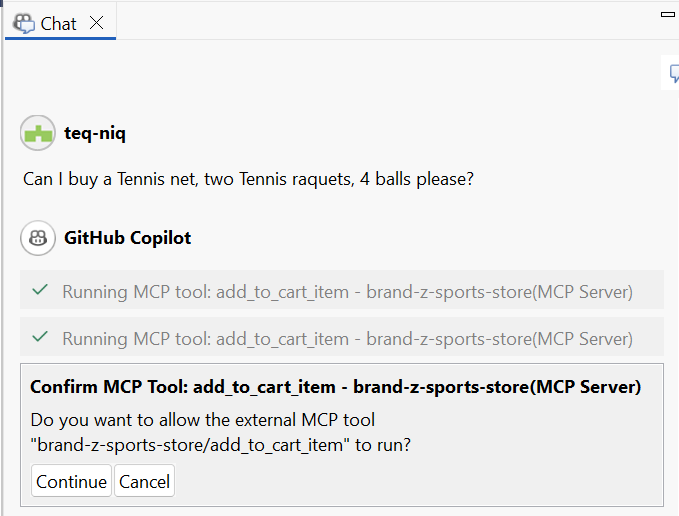 Chat
teq-niq
Can I buy a Tennis net, two Tennis raquets, 4 balls please?
GitHub Copilot
Running MCP tool: add_to_cart_item - brand-z-sports-store(MCP Server)
Running MCP tool: add_to_cart_item - brand-z-sports-store(MCP Server)
Confirm MCP Tool: add_to_cart_item - brand-z-sports-store(MCP Server)
Do you want to allow the external MCP tool
"brand-z-sports-store/add_to_cart_item" to run?
Continue Cancel